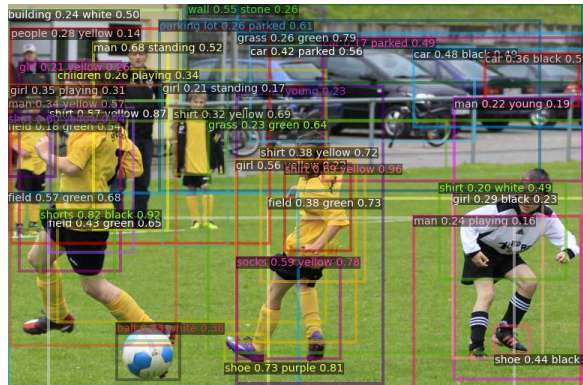 wall 0.55 stone 0.26
building 0.24 white 0.50
parking lot 0.26 parked 0.61
people 0.28 yellow 0.14
grass 0.26 green 0.79
car 0.17 parked 0.49
man 0.68 standing 0.52
car 0.42 parked 0.56
car 0.48 black 0.49
car 0.36 black 0.5
girl 0.21 yellow 0.26
children 0.26 playing 0.34
girl 0.35 playing 0.31
girl 0.21 standing 0.17
young 0.23
man 0.34 yellow 0.57
man 0.22 young 0.19
shirt 0.57 yellow 0.87
shirt 0.32 yellow 0.69
field 0.18 green 0.54
grass 0.23 green 0.64
shirt 0.38 yellow 0.72
girl 0.56 yellow
shirt 0.69 yellow 0.96
shirt 0.20 white 0.49
field 0.57 green 0.68
field 0.38 green 0.73
girl 0.29 black 0.23
shorts 0.82 black 0.92
field 0.43 green 0.65
man 0.24 playing 0.16
socks 0.59 yellow 0.78
ball white 0.38
shoe 0.44 black
shoe 0.73 purple 0.81